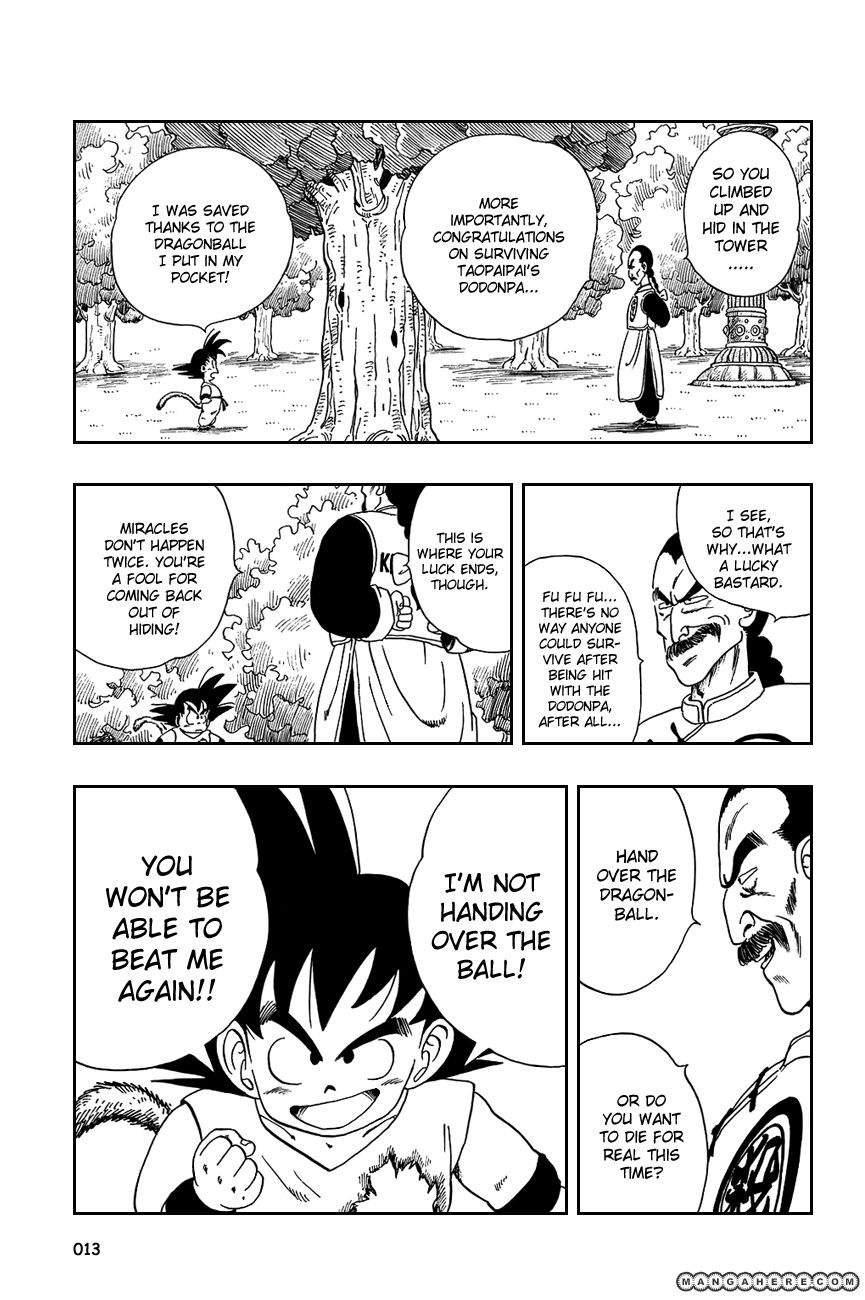 SO YOU
CLIMBED
UP AND
HID IN THE
TOWER
.....
MORE
IMPORTANTLY,
CONGRATULATIONS
ON SURVIVING
TAOPAIPAI'S
DODONPA...
I WAS SAVED
THANKS TO THE
DRAGONBALL
I PUT IN MY
POCKET!
I SEE,
SO THAT'S
WHY...WHAT
A LUCKY
BASTARD.
FU FU FU...
THERE'S NO
WAY ANYONE
COULD SUR-
VIVE AFTER
BEING HIT
WITH THE
DODONPA,
AFTER ALL...
THIS IS
WHERE YOUR
LUCK ENDS,
THOUGH.
MIRACLES
DON'T HAPPEN
TWICE. YOU'RE
A FOOL FOR
COMING BACK
OUT OF
HIDING!
HAND
OVER THE
DRAGON-
BALL.
OR DO
YOU WANT
TO DIE FOR
REAL THIS
TIME?
I'M NOT
HANDING
OVER THE
BALL!
YOU
WON'T BE
ABLE TO
BEAT ME
AGAIN!!
013
MANGAHERE.COM